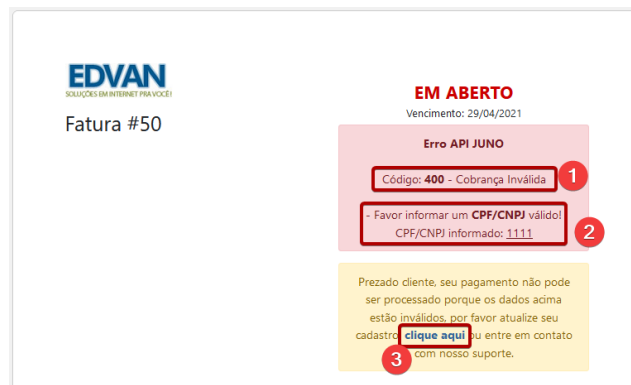 EDVAN
SOLUÇÕES EM INTERNET PRA VOCÊ!
Fatura #50
EM ABERTO
Vencimento: 29/04/2021
Erro API JUNO
Código: 400 - Cobrança Inválida
1
- Favor informar um CPF/CNPJ válido!
CPF/CNPJ informado: 1111
2
Prezado cliente, seu pagamento não pode
ser processado porque os dados acima
estão inválidos, por favor atualize seu
cadastro clique aqui ou entre em contato
3
com nosso suporte.